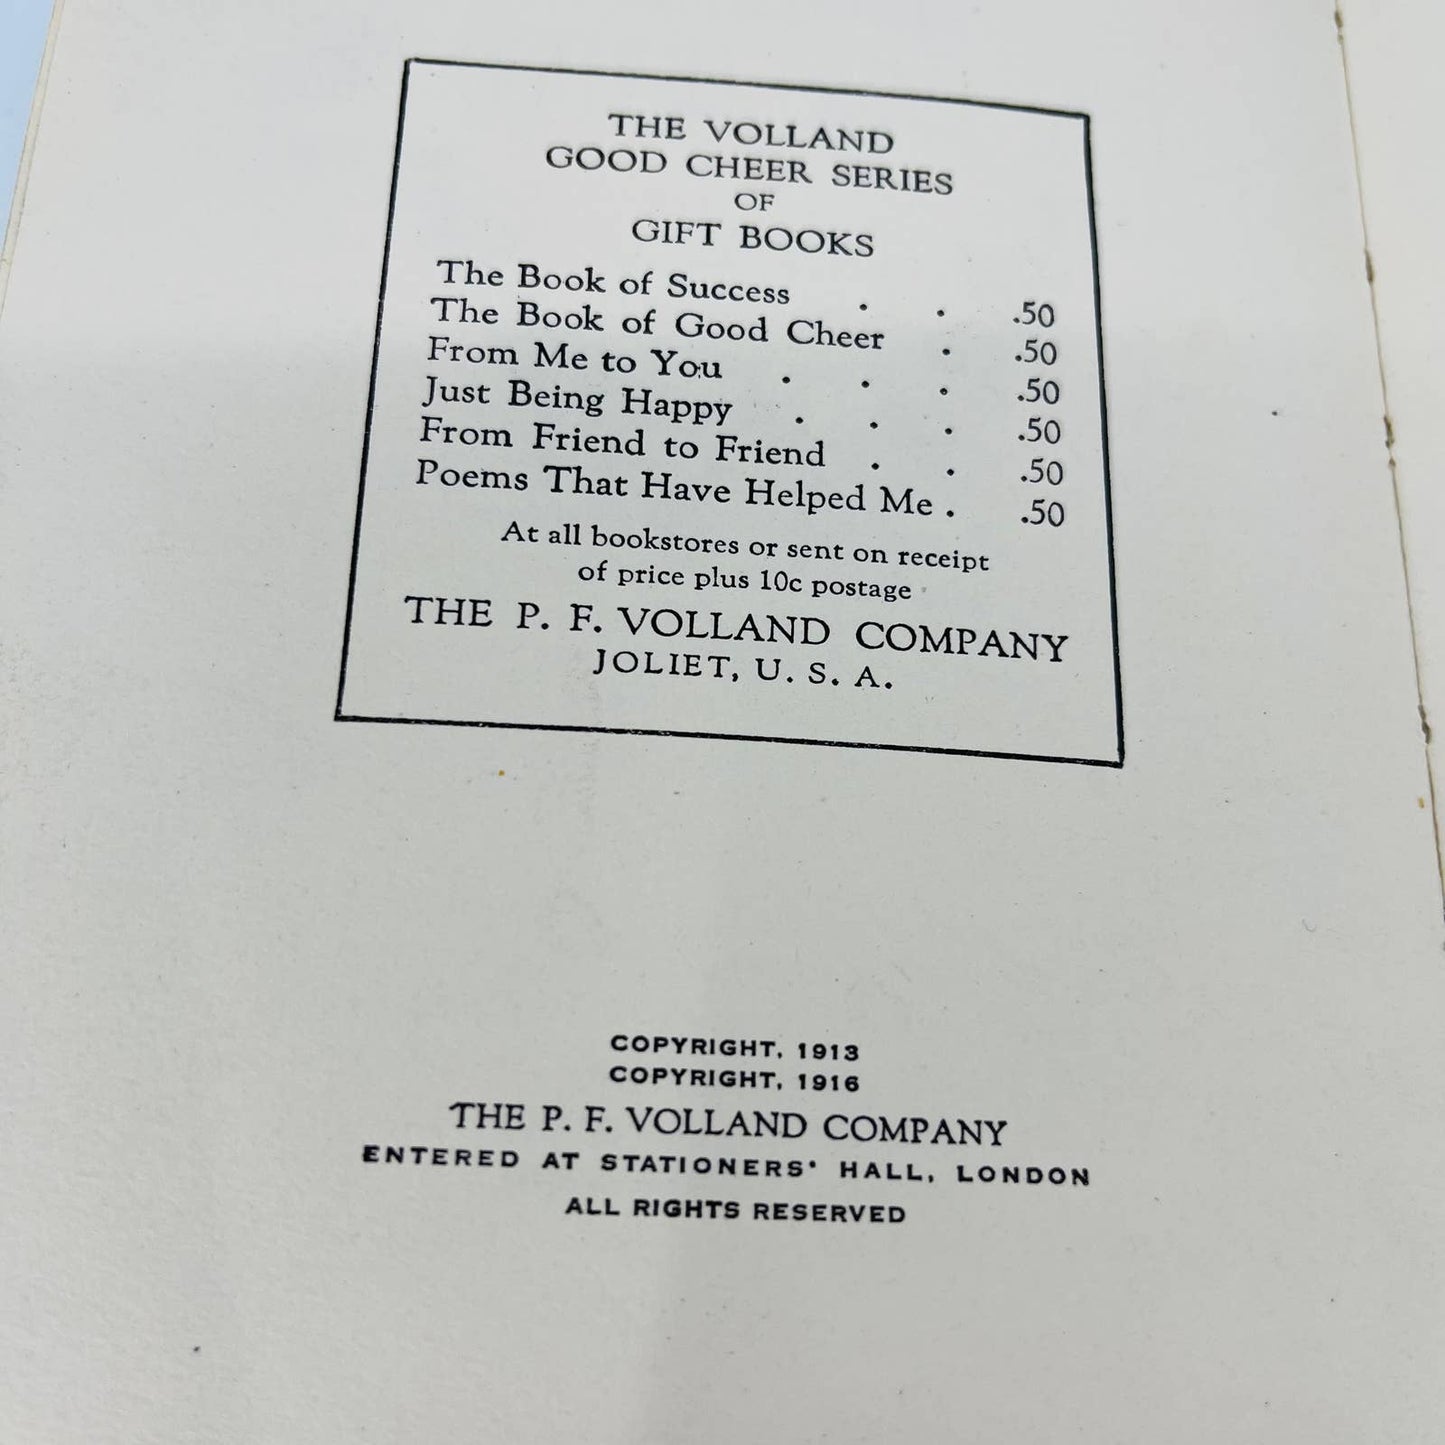 THE VOLLAND
GOOD CHEER SERIES
OF
GIFT BOOKS
The Book of Success . . .50
The Book of Good Cheer . .50
From Me to You . . . .50
Just Being Happy . . . .50
From Friend to Friend . . .50
Poems That Have Helped Me . .50
At all bookstores or sent on receipt
of price plus 10c postage
THE P. F. VOLLAND COMPANY
JOLIET, U. S. A.
COPYRIGHT, 1913
COPYRIGHT, 1916
THE P. F. VOLLAND COMPANY
ENTERED AT STATIONERS' HALL, LONDON
ALL RIGHTS RESERVED